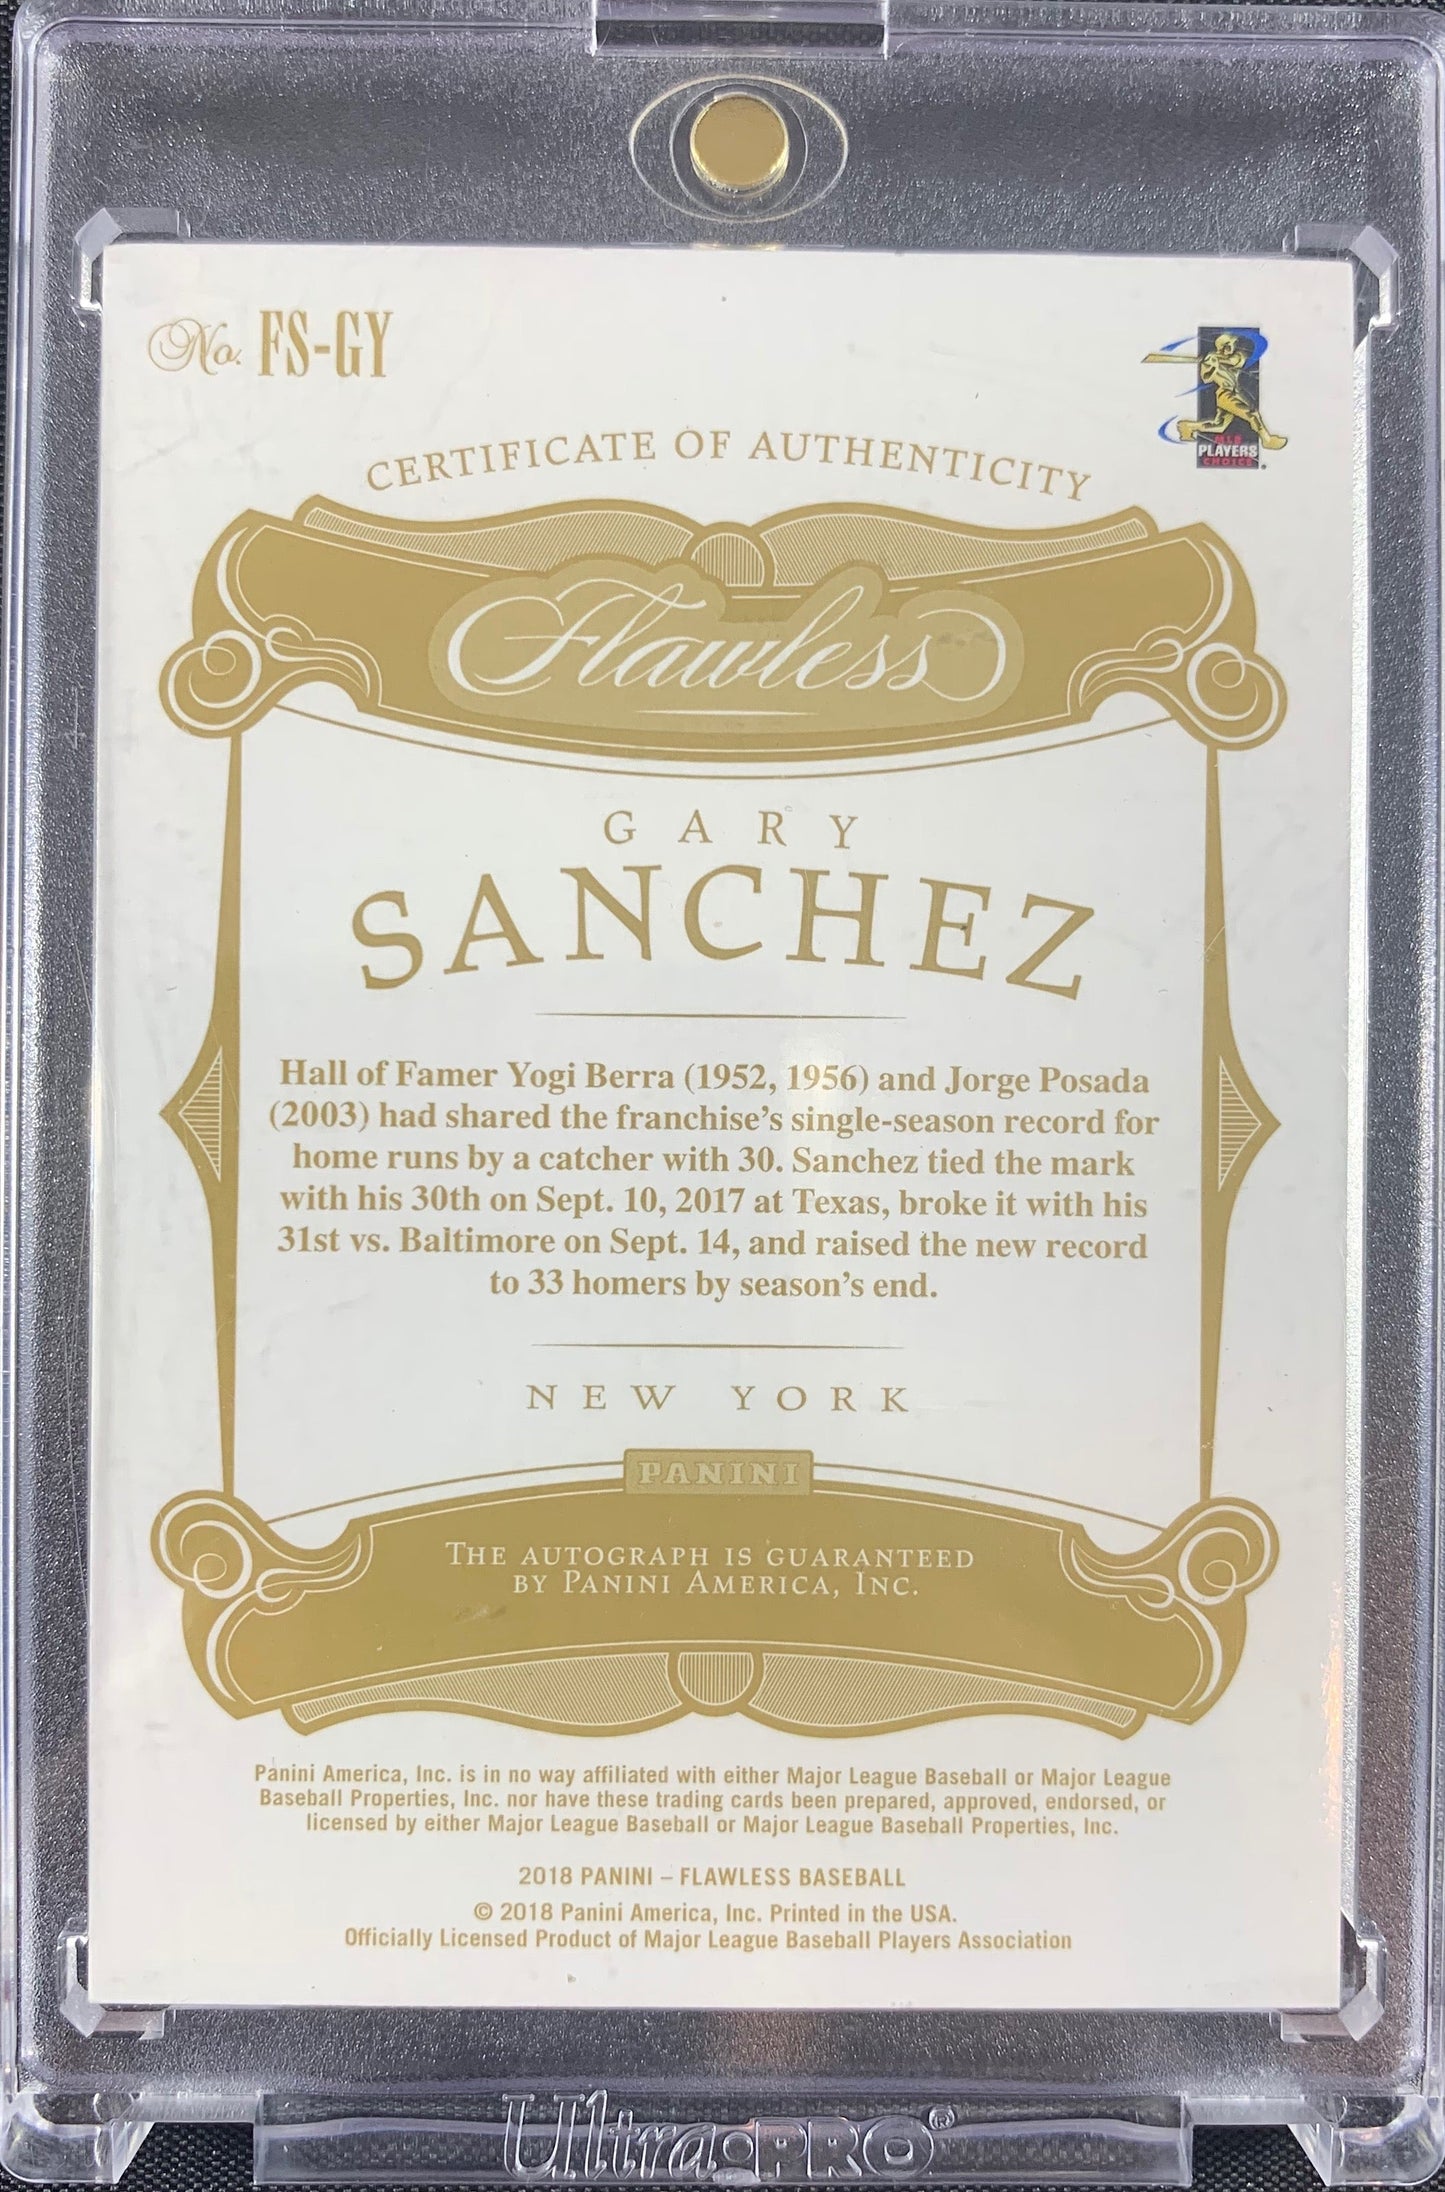 No. FS-GY
MLB
PLAYERS
CHOICE
CERTIFICATE OF AUTHENTICITY
Flawless
GARY
SANCHEZ
Hall of Famer Yogi Berra (1952, 1956) and Jorge Posada
(2003) had shared the franchise's single-season record for
home runs by a catcher with 30. Sanchez tied the mark
with his 30th on Sept. 10, 2017 at Texas, broke it with his
31st vs. Baltimore on Sept. 14, and raised the new record
to 33 homers by season's end.
NEW YORK
PANINI
THE AUTOGRAPH IS GUARANTEED
BY PANINI AMERICA, INC.
Panini America, Inc. is in no way affiliated with either Major League Baseball or Major League
Baseball Properties, Inc. nor have these trading cards been prepared, approved, endorsed, or
licensed by either Major League Baseball or Major League Baseball Properties, Inc.
2018 PANINI – FLAWLESS BASEBALL
© 2018 Panini America, Inc. Printed in the USA.
Officially Licensed Product of Major League Baseball Players Association
Ultra•PRO®